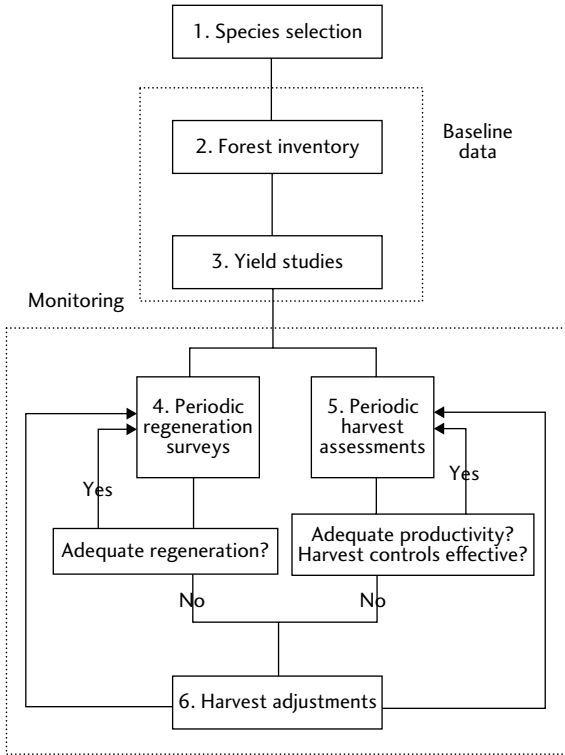 1. Species selection
Baseline
data
2. Forest inventory
3. Yield studies
Monitoring
4. Periodic
regeneration
surveys
5. Periodic
harvest
assessments
Yes
Yes
Adequate regeneration?
Adequate productivity?
Harvest controls effective?
No
No
6. Harvest adjustments